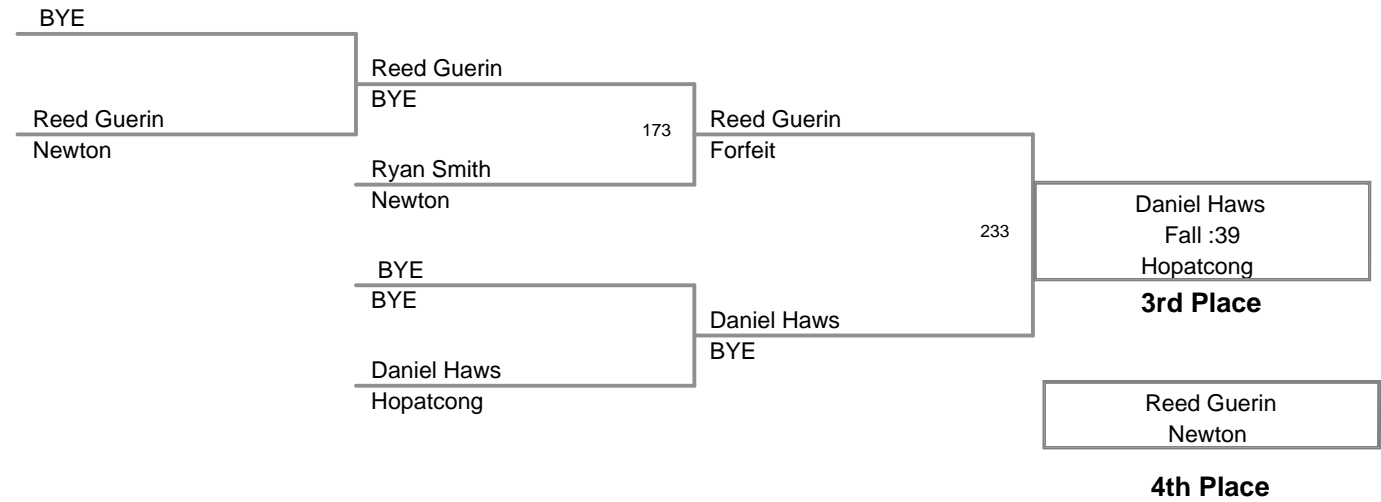 BYE
Reed Guerin
BYE
Reed Guerin
Newton
173
Reed Guerin
Forfeit
Ryan Smith
Newton
Daniel Haws
Fall :39
Hopatcong
233
BYE
BYE
3rd Place
Daniel Haws
BYE
Daniel Haws
Hopatcong
Reed Guerin
Newton
4th Place